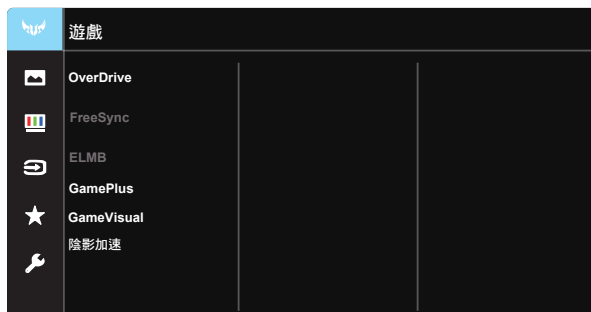 遊戲
OverDrive
FreeSync
ELMB
GamePlus
GameVisual
陰影加速